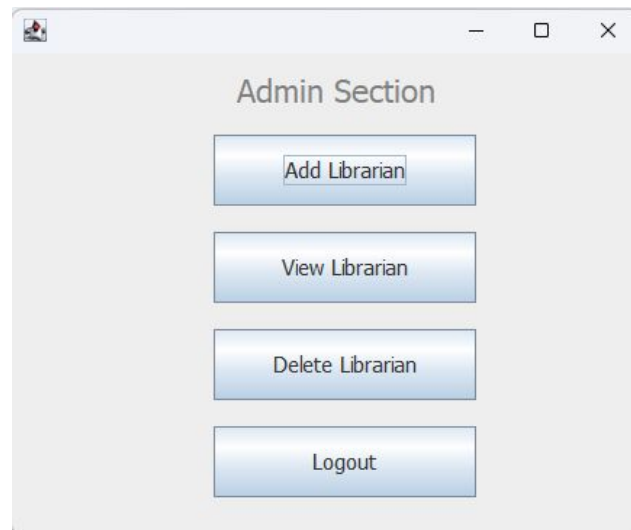 Admin Section
Add Librarian
View Librarian
Delete Librarian
Logout